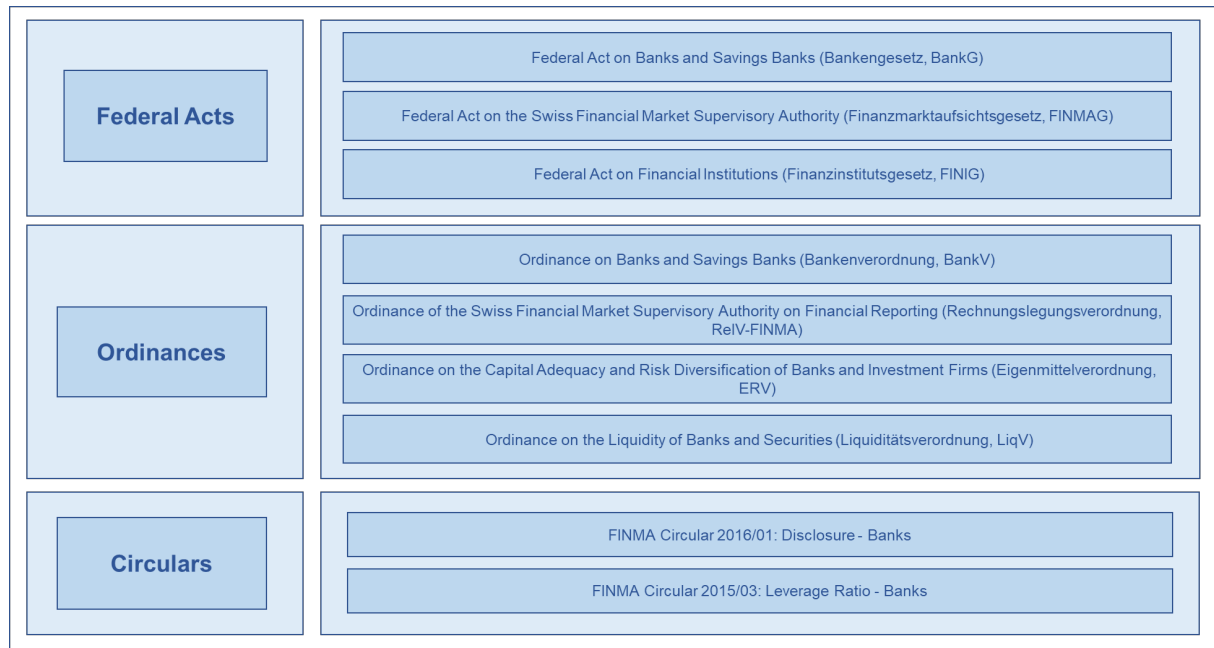 Federal Acts
Federal Act on Banks and Savings Banks (Bankengesetz, BankG)
Federal Act on the Swiss Financial Market Supervisory Authority (Finanzmarktaufsichtsgesetz, FINMAG)
Federal Act on Financial Institutions (Finanzinstitutsgesetz, FINIG)
Ordinances
Ordinance on Banks and Savings Banks (Bankenverordnung, BankV)
Ordinance of the Swiss Financial Market Supervisory Authority on Financial Reporting (Rechnungslegungsverordnung,
RelV-FINMA)
Ordinance on the Capital Adequacy and Risk Diversification of Banks and Investment Firms (Eigenmittelverordnung,
ERV)
Ordinance on the Liquidity of Banks and Securities (Liquiditätsverordnung, LiqV)
Circulars
FINMA Circular 2016/01: Disclosure - Banks
FINMA Circular 2015/03: Leverage Ratio - Banks